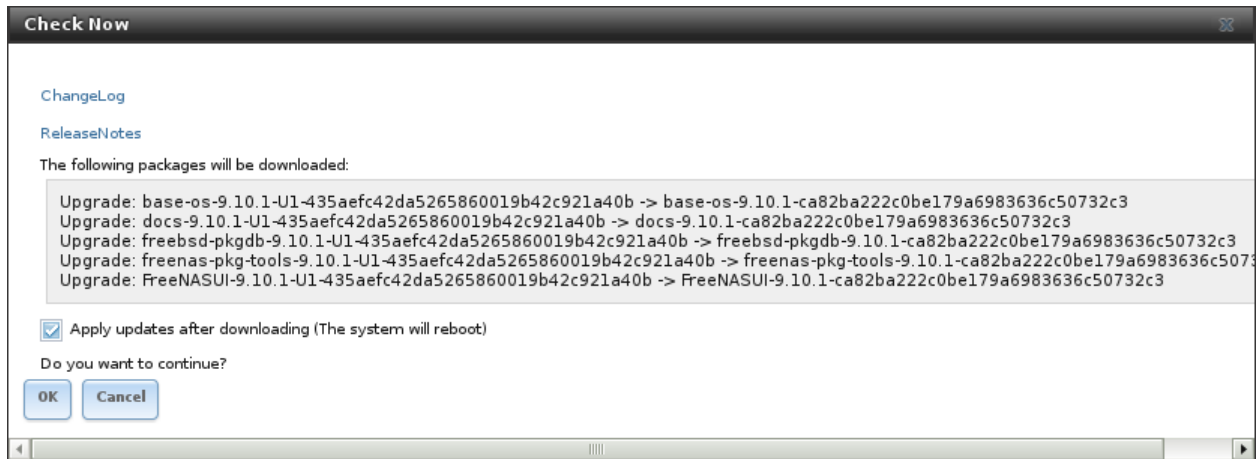 Check Now
ChangeLog
ReleaseNotes
The following packages will be downloaded:
Upgrade: base-os-9.10.1-U1-435aefc42da5265860019b42c921a40b -> base-os-9.10.1-ca82ba222c0be179a6983636c50732c3
Upgrade: docs-9.10.1-U1-435aefc42da5265860019b42c921a40b -> docs-9.10.1-ca82ba222c0be179a6983636c50732c3
Upgrade: freebsd-pkgdb-9.10.1-U1-435aefc42da5265860019b42c921a40b -> freebsd-pkgdb-9.10.1-ca82ba222c0be179a6983636c50732c3
Upgrade: freenas-pkg-tools-9.10.1-U1-435aefc42da5265860019b42c921a40b -> freenas-pkg-tools-9.10.1-ca82ba222c0be179a6983636c5073
Upgrade: FreeNASUI-9.10.1-U1-435aefc42da5265860019b42c921a40b -> FreeNASUI-9.10.1-ca82ba222c0be179a6983636c50732c3
Apply updates after downloading (The system will reboot)
Do you want to continue?
OK Cancel